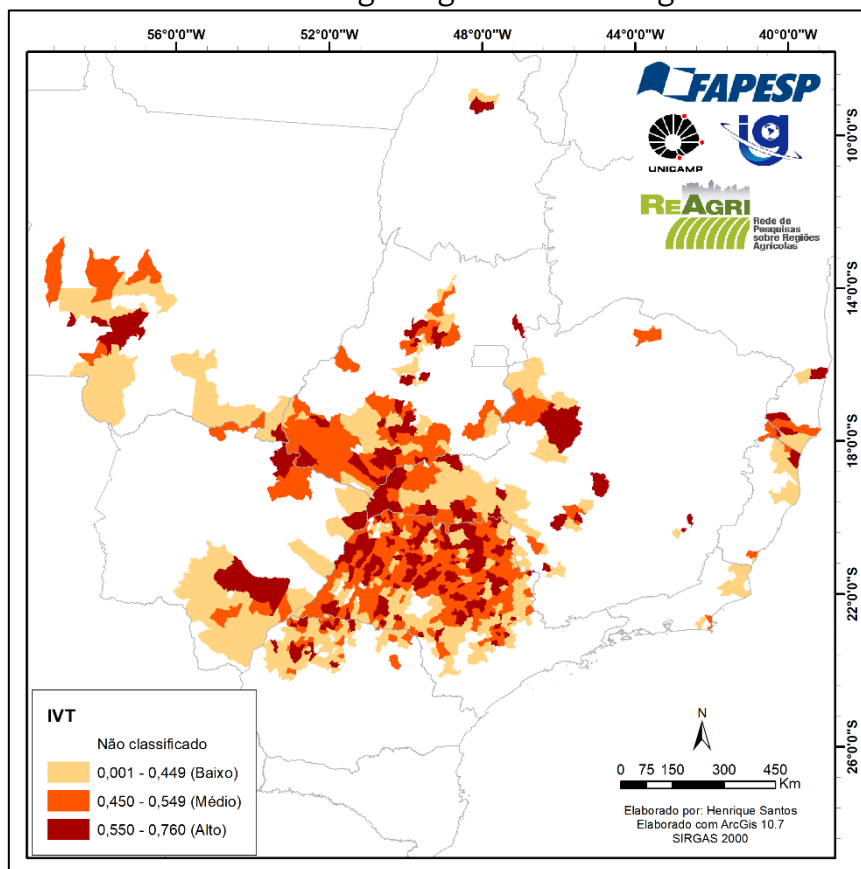 56°0'0"W 52°0'0"W 48°0'0"W 44°0'0"W 40°0'0"W
FAPESP
UNICAMP
ig
REAGRI
Rede de
Pesquisas
sobre Regiões
Agrícolas
10°0'0"S
14°0'0"S
18°0'0"S
22°0'0"S
26°0'0"S
IVT
Não classificado
0,001 - 0,449 (Baixo)
0,450 - 0,549 (Médio)
0,550 - 0,760 (Alto)
N
0 75 150 300 450
Km
Elaborado por: Henrique Santos
Elaborado com ArcGis 10.7
SIRGAS 2000